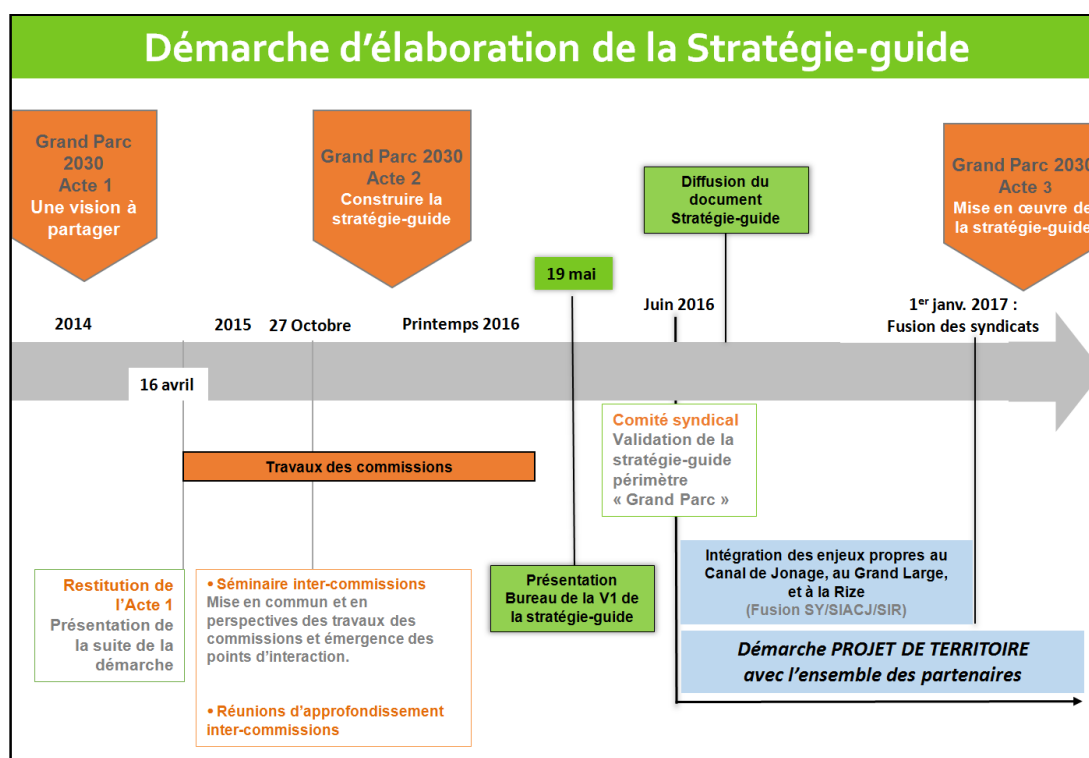 Démarche d'élaboration de la Stratégie-guide
Grand Parc
2030
Acte 1
Une vision à
partager
Grand Parc 2030
Acte 2
Construire la
stratégie-guide
Diffusion du
document
Stratégie-guide
Grand Parc 2030
Acte 3
Mise en œuvre de
la stratégie-guide
19 mai
2014
2015
27 Octobre
Printemps 2016
Juin 2016
1er janv. 2017 :
Fusion des syndicats
16 avril
Travaux des commissions
Comité syndical
Validation de la
stratégie-guide
périmètre
« Grand Parc »
Restitution de
l'Acte 1
Présentation de
la suite de la
démarche
• Séminaire inter-commissions
Mise en commun et en
perspectives des travaux des
commissions et émergence des
points d'interaction.
• Réunions d'approfondissement
inter-commissions
Présentation
Bureau de la V1 de
la stratégie-guide
Intégration des enjeux propres au
Canal de Jonage, au Grand Large,
et à la Rize
(Fusion SY/SIACJ/SIR)
Démarche PROJET DE TERRITOIRE
avec l'ensemble des partenaires